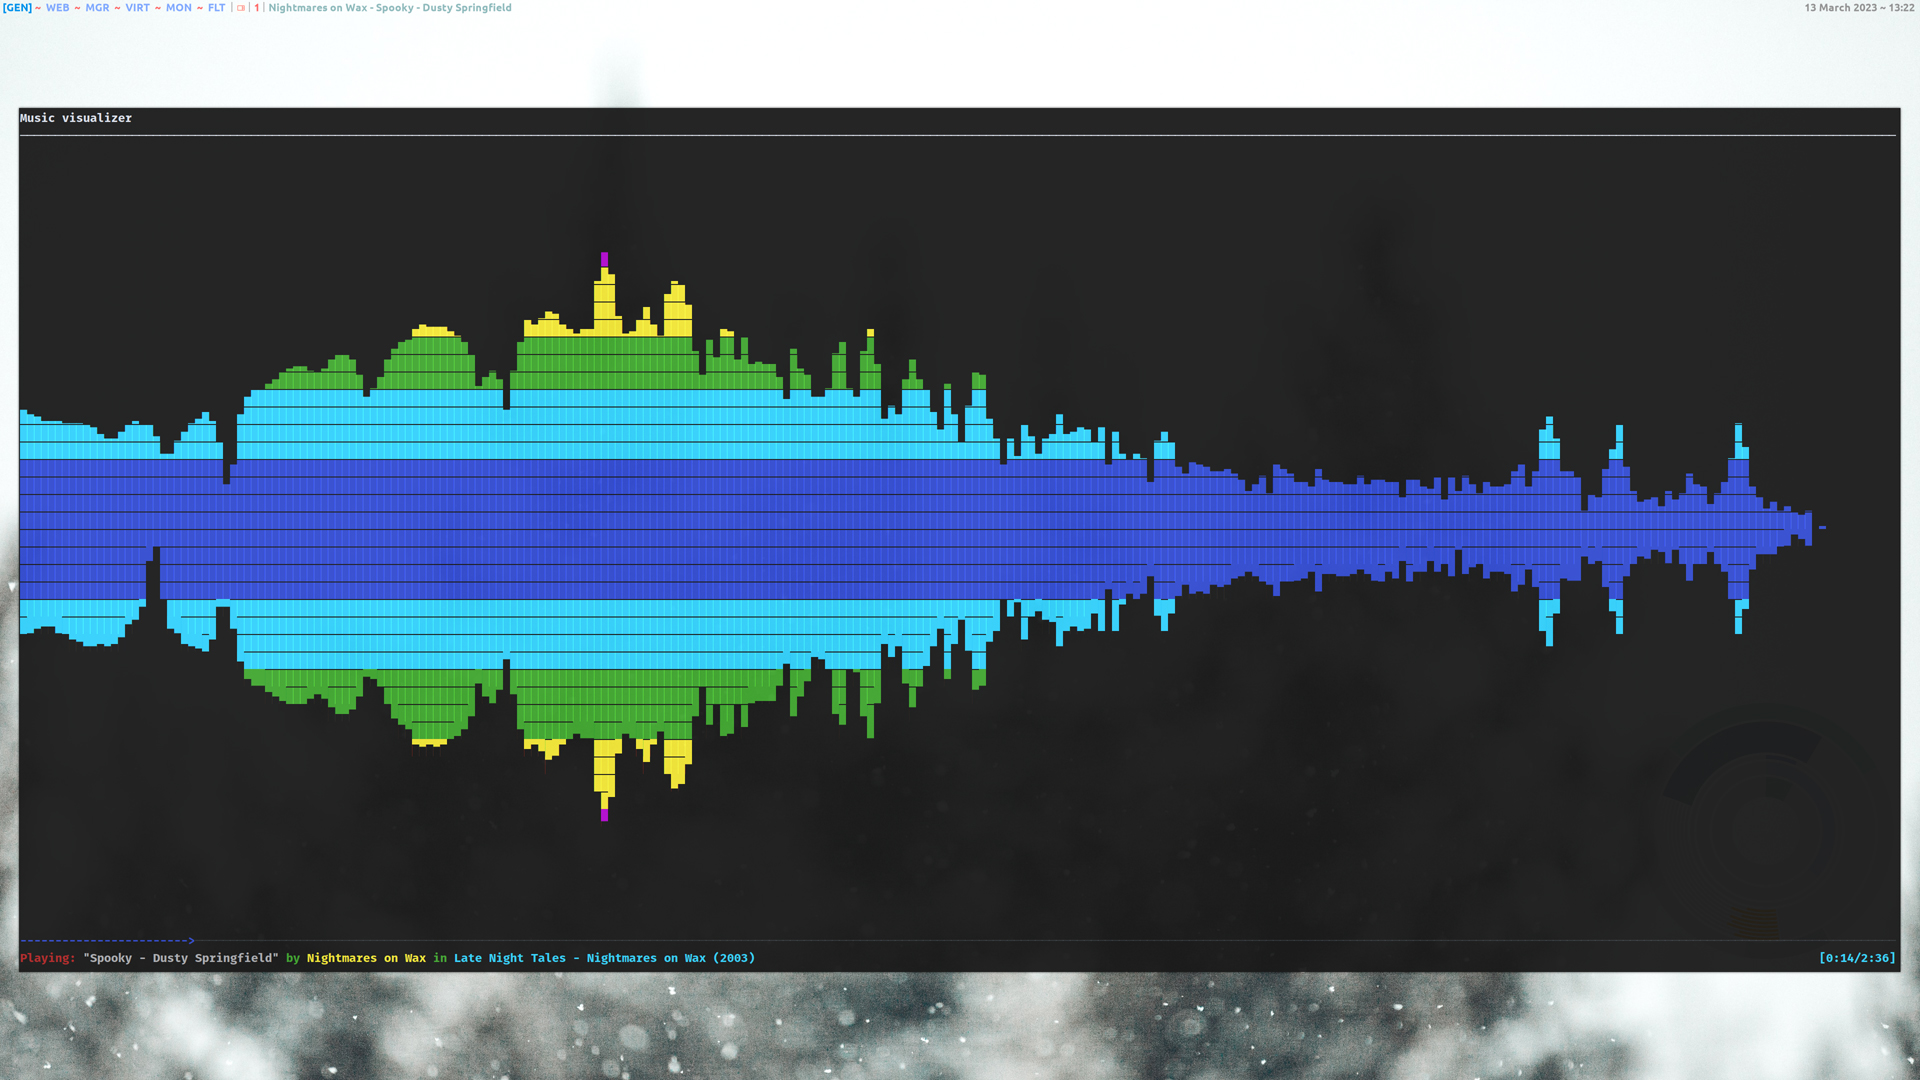 [GEN] ~ WEB ~ MGR ~ VIRT ~ MON ~ FLT | 1 | Nightmares on Wax - Spooky - Dusty Springfield
13 March 2023 ~ 13:22
Music visualizer
------------------------>
Playing: "Spooky - Dusty Springfield" by Nightmares on Wax in Late Night Tales - Nightmares on Wax (2003)
[0:14/2:36]